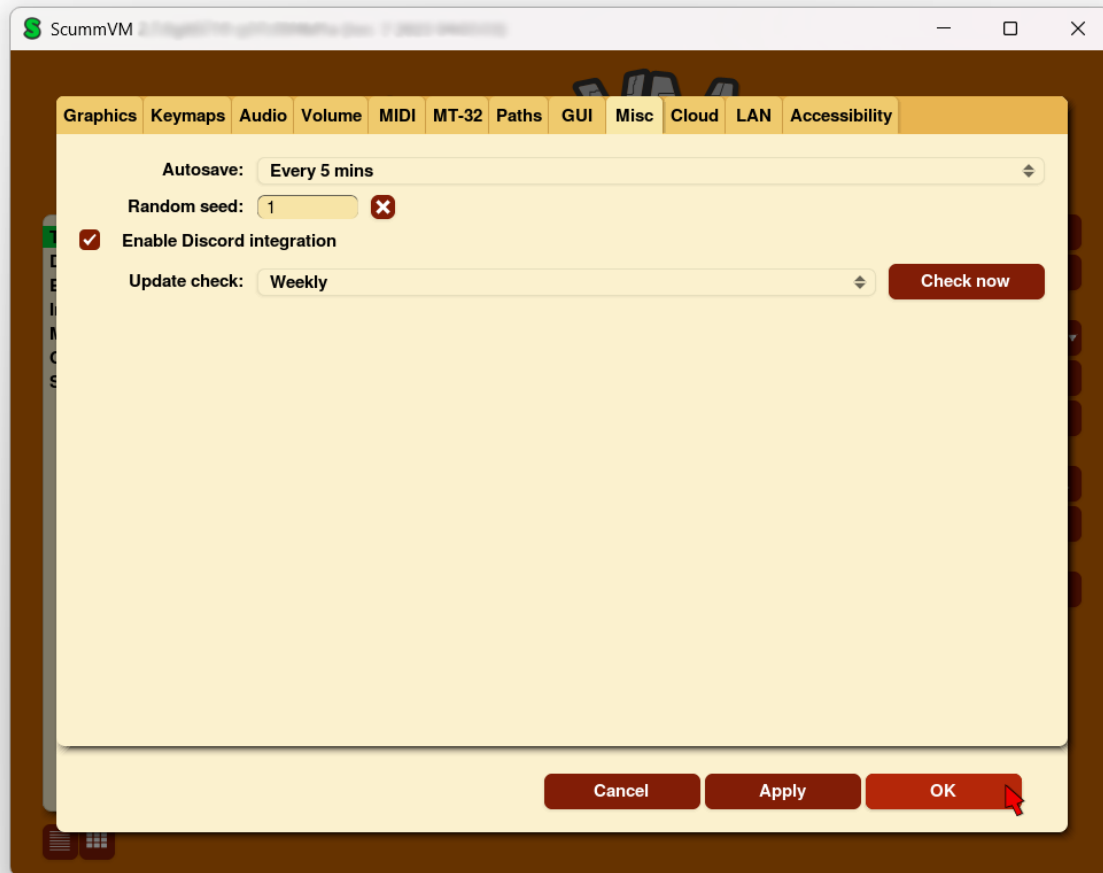 ScummVM
Graphics Keymaps Audio Volume MIDI MT-32 Paths GUI Misc Cloud LAN Accessibility
Autosave: Every 5 mins
Random seed: 1
Enable Discord integration
Update check: Weekly Check now
Cancel Apply OK